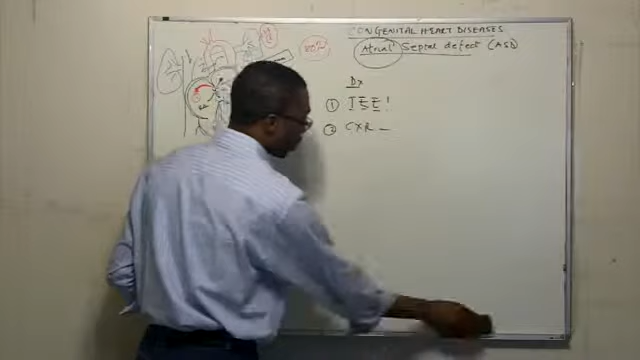 CONGENITAL HEART DISEASES
Atrial Septal defect (ASD)
Dx
① TEE!
② CXR –